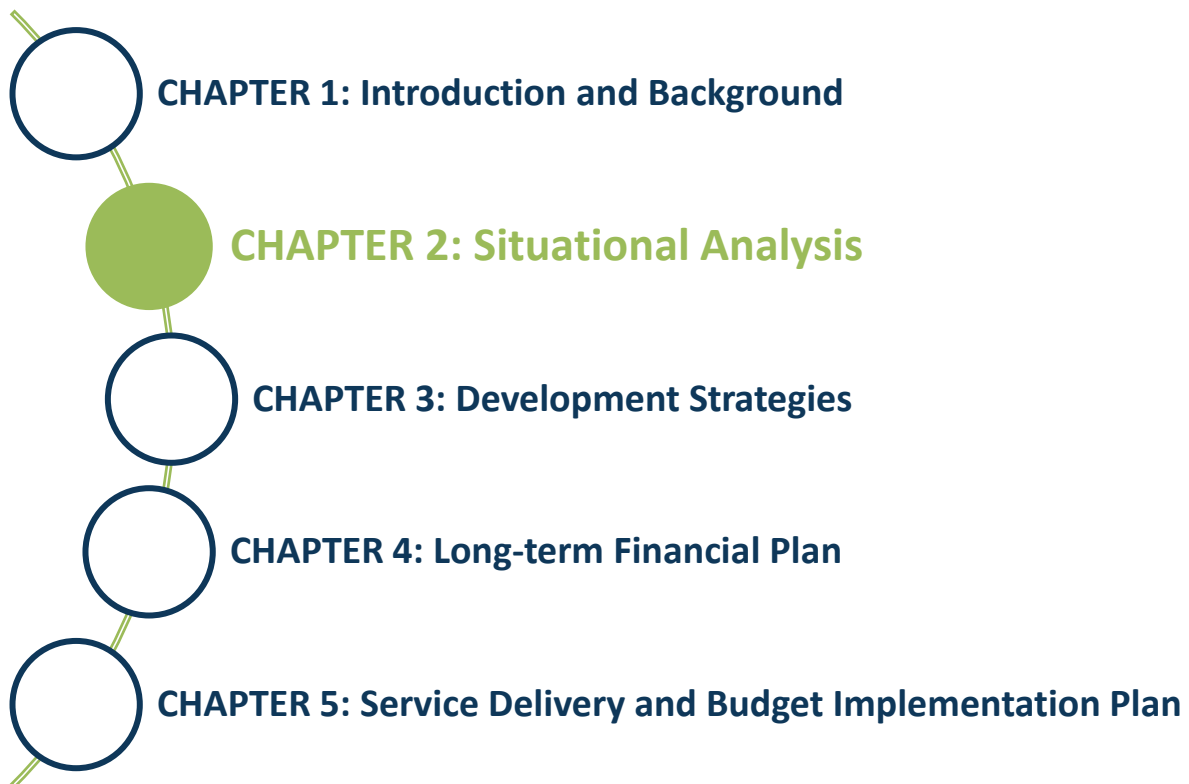 CHAPTER 1: Introduction and Background
CHAPTER 2: Situational Analysis
CHAPTER 3: Development Strategies
CHAPTER 4: Long-term Financial Plan
CHAPTER 5: Service Delivery and Budget Implementation Plan